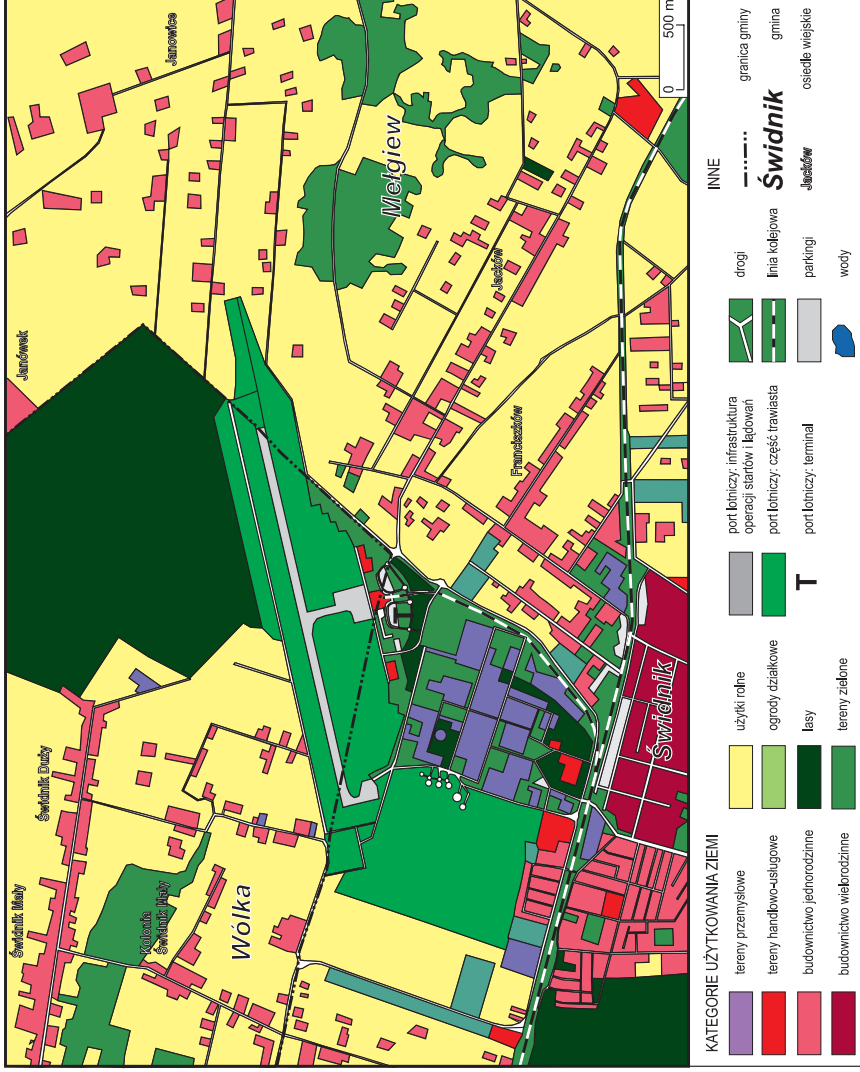 Świdnik Mały
Świdnik Duży
Janówek
Janowice
Kolonia
Świdnik Mały
Wólka
Mełgiew
Jacków
Franciszków
T
Świdnik
0 500 m
KATEGORIE UŻYTKOWANIA ZIEMI
tereny przemysłowe
tereny handlowo-usługowe
budownictwo jednorodzinne
budownictwo wielorodzinne
użytki rolne
ogrody działkowe
lasy
tereny zielone
port lotniczy: infrastruktura
operacji startów i lądowań
port lotniczy: część trawiasta
T port lotniczy: terminal
INNE
drogi
linia kolejowa
parkingi
wody
granica gminy
Świdnik gmina
Jacków osiedle wiejskie